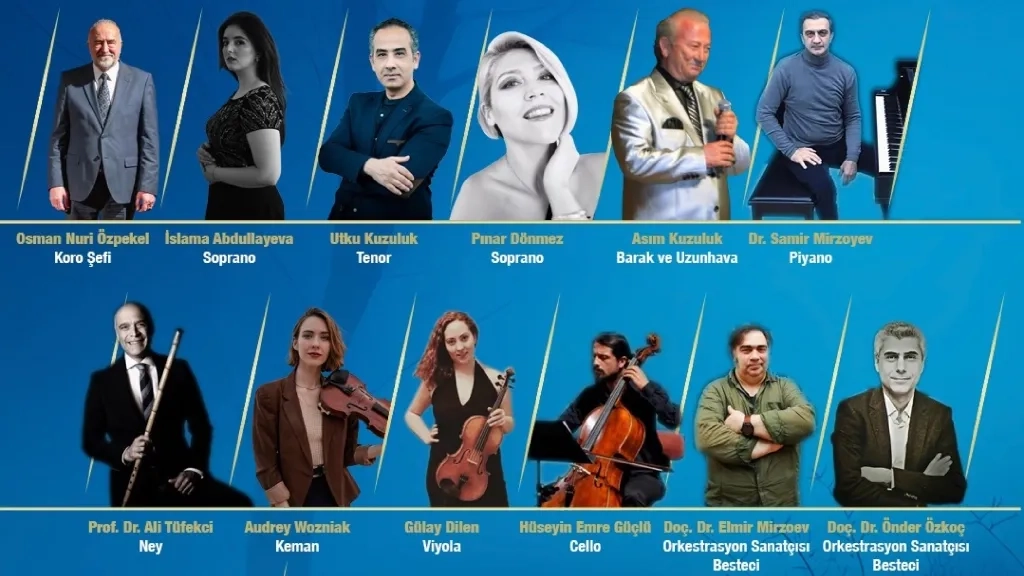 Osman Nuri Özpekel
Koro Şefi
İslama Abdullayeva
Soprano
Utku Kuzuluk
Tenor
Pınar Dönmez
Soprano
Asım Kuzuluk
Barak ve Uzunhava
Dr. Samir Mirzoyev
Piyano
Prof. Dr. Ali Tüfekci
Ney
Audrey Wozniak
Keman
Gülay Dilen
Viyola
Hüseyin Emre Güçlü
Cello
Doç. Dr. Elmir Mirzoev
Orkestrasyon Sanatçısı
Besteci
Doç. Dr. Önder Özkoç
Orkestrasyon Sanatçısı
Besteci